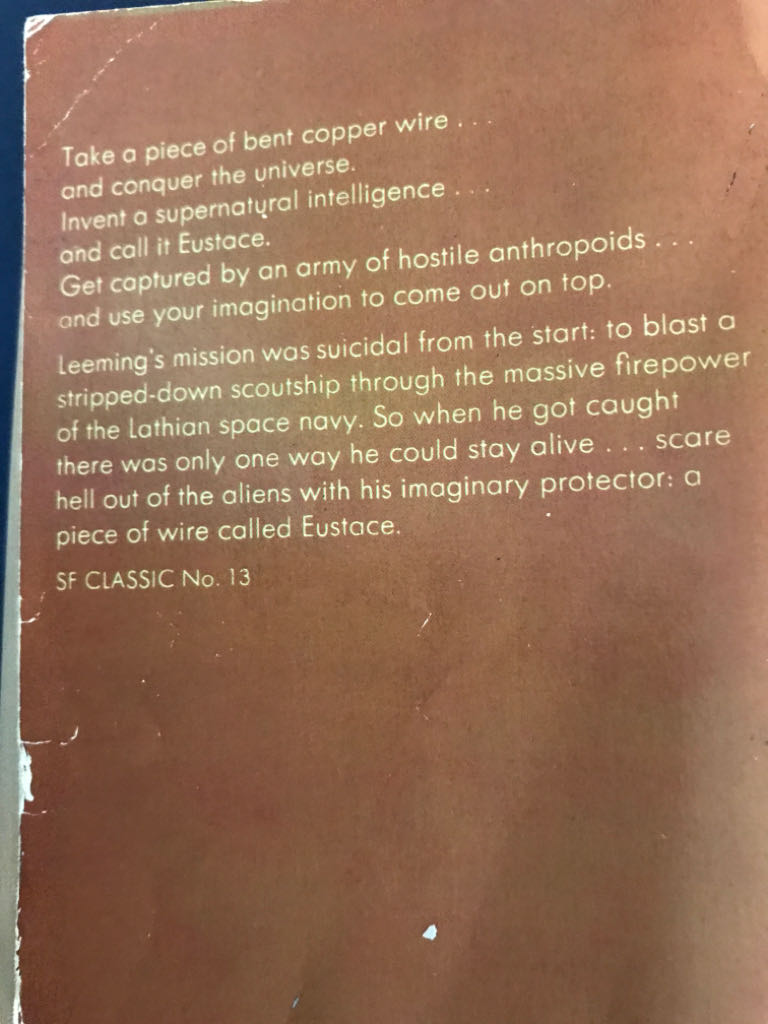 Take a piece of bent copper wire . . .
and conquer the universe.
Invent a supernatural intelligence . . .
and call it Eustace.
Get captured by an army of hostile anthropoids . . .
and use your imagination to come out on top.
Leeming's mission was suicidal from the start: to blast a
stripped-down scoutship through the massive firepower
of the Lathian space navy. So when he got caught
there was only one way he could stay alive . . . scare
hell out of the aliens with his imaginary protector: a
piece of wire called Eustace.
SF CLASSIC No. 13